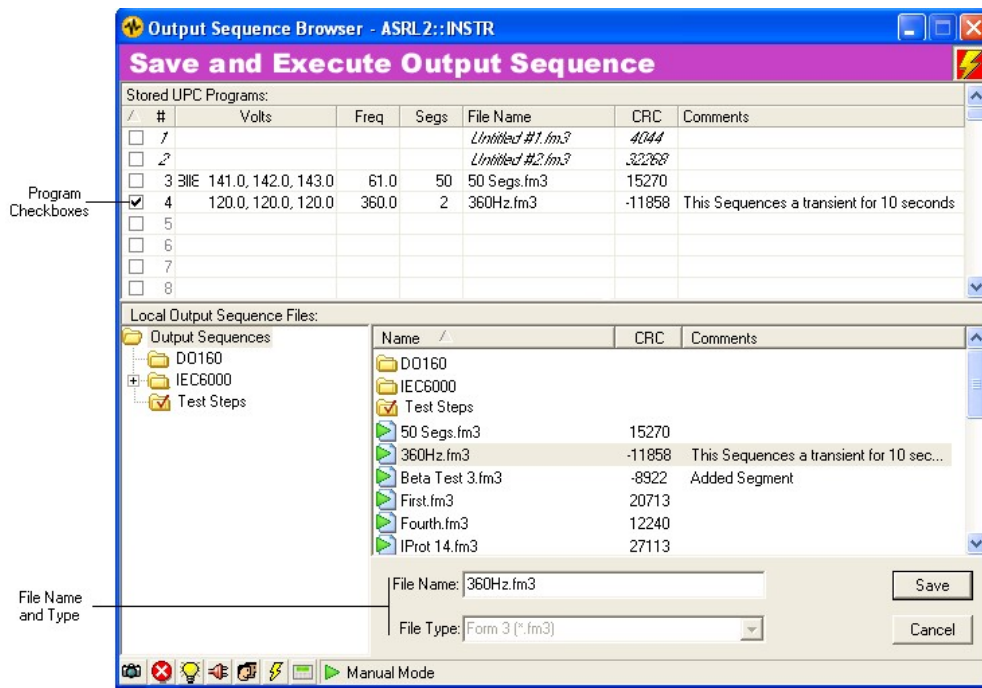 Output Sequence Browser - ASRL2::INSTR
Save and Execute Output Sequence
Stored UPC Programs:
# Volts Freq Segs File Name CRC Comments
1 Untitled #1.fm3 4044
2 Untitled #2.fm3 32268
3 141.0, 142.0, 143.0 61.0 50 50 Segs.fm3 15270
4 120.0, 120.0, 120.0 360.0 2 360Hz.fm3 -11858 This Sequences a transient for 10 seconds
5
6
7
8
Program
Checkboxes
Local Output Sequence Files:
Output Sequences
DO160
IEC6000
Test Steps
Name CRC Comments
DO160
IEC6000
Test Steps
50 Segs.fm3 15270
360Hz.fm3 -11858 This Sequences a transient for 10 sec...
Beta Test 3.fm3 -8922 Added Segment
First.fm3 20713
Fourth.fm3 12240
IProt 14.fm3 27113
File Name
and Type
File Name: 360Hz.fm3
Save
File Type: Form 3 (*.fm3)
Cancel
Manual Mode